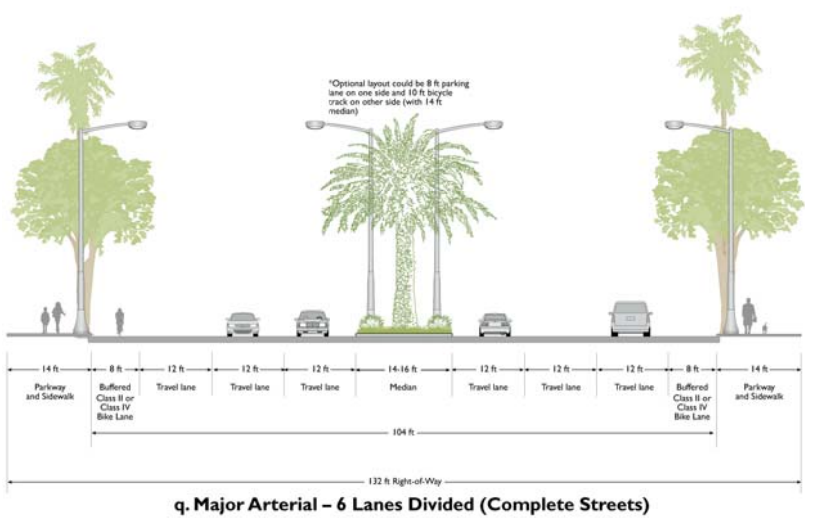 *Optional layout could be 8 ft parking
lane on one side and 10 ft bicycle
track on other side (with 14 ft
median)
14 ft
8 ft
12 ft
12 ft
12 ft
14-16 ft
12 ft
12 ft
12 ft
8 ft
14 ft
Parkway
and Sidewalk
Buffered
Class II or
Class IV
Bike Lane
Travel lane
Travel lane
Travel lane
Median
Travel lane
Travel lane
Travel lane
Buffered
Class II or
Class IV
Bike Lane
Parkway
and Sidewalk
104 ft
132 ft Right-of-Way
q. Major Arterial – 6 Lanes Divided (Complete Streets)